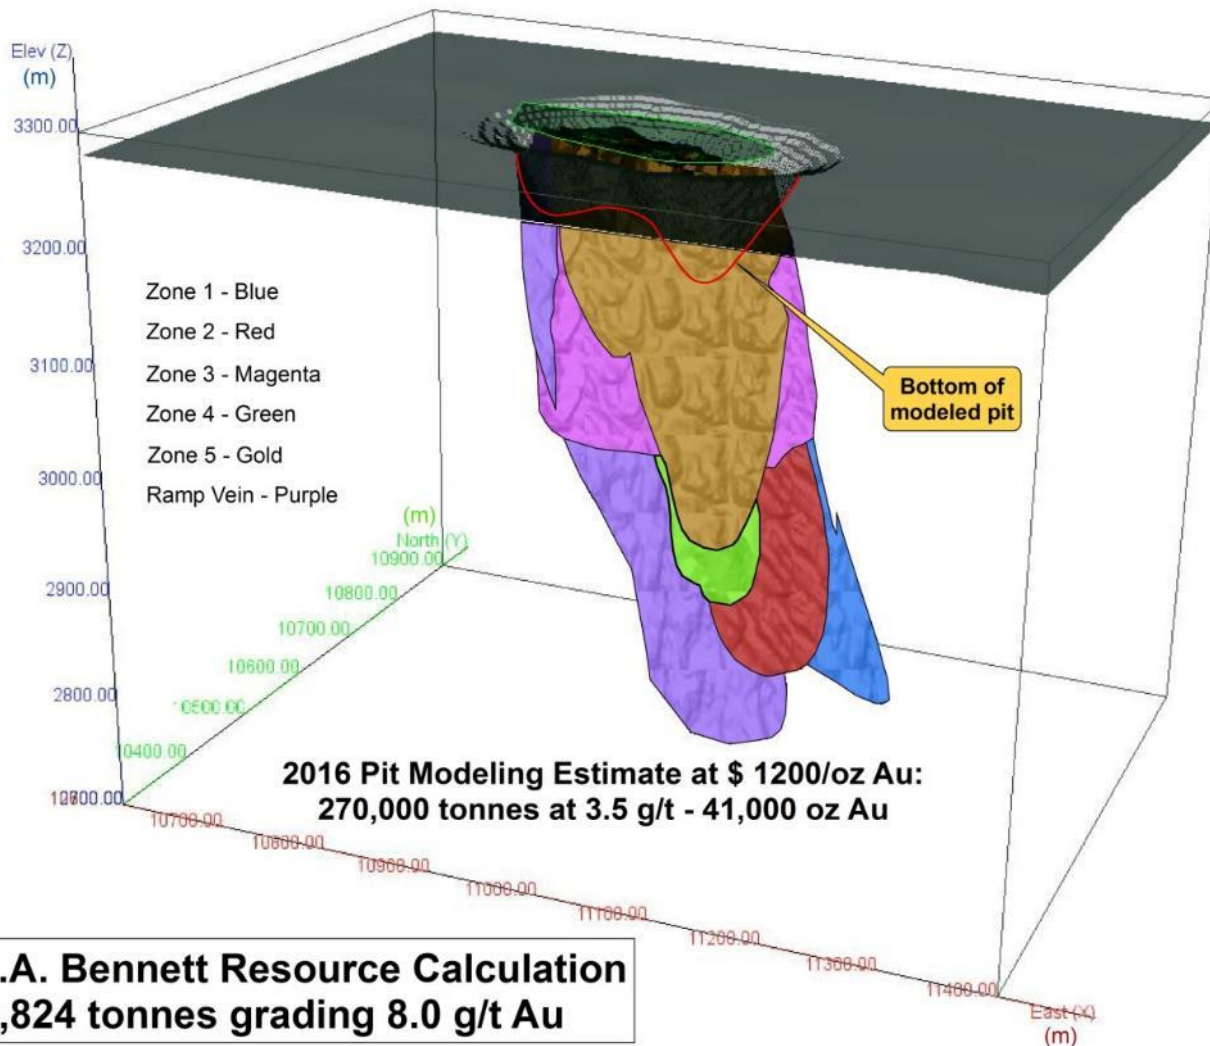 Elev (Z)
(m)
3300.00
3200.00
3100.00
3000.00
2900.00
2800.00
Zone 1 - Blue
Zone 2 - Red
Zone 3 - Magenta
Zone 4 - Green
Zone 5 - Gold
Ramp Vein - Purple
Bottom of
modeled pit
(m)
North (Y)
10900.00
10800.00
10700.00
10600.00
10500.00
10400.00
2016 Pit Modeling Estimate at $ 1200/oz Au:
270,000 tonnes at 3.5 g/t - 41,000 oz Au
10700.00
10800.00
10900.00
11000.00
11100.00
11200.00
11300.00
11400.00
East (X)
(m)
.A. Bennett Resource Calculation
,824 tonnes grading 8.0 g/t Au